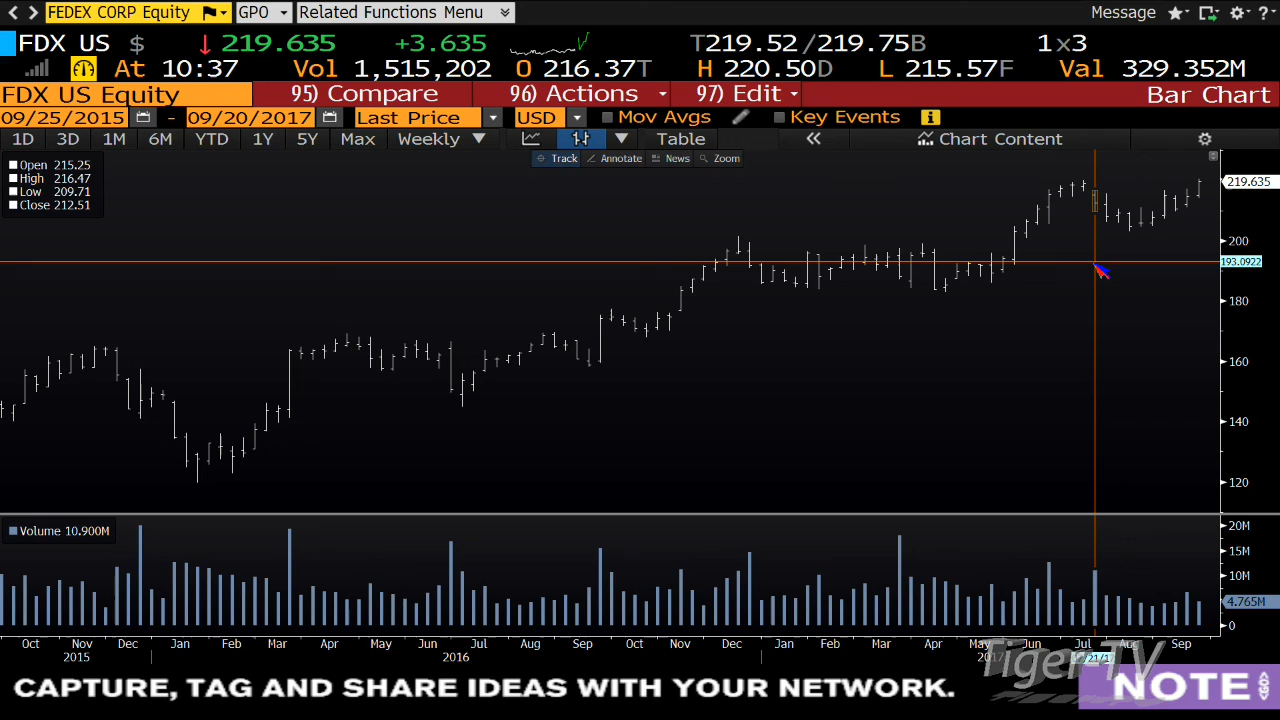 FEDEX CORP Equity GPO Related Functions Menu Message ?
FDX US $ ↓ 219.635 +3.635 T219.52 /219.75B 1x3
At 10:37 Vol 1,515,202 O 216.37T H 220.50D L 215.57F Val 329.352M
FDX US Equity 95) Compare 96) Actions 97) Edit Bar Chart
09/25/2015 - 09/20/2017 Last Price USD Mov Avgs Key Events i
1D 3D 1M 6M YTD 1Y 5Y Max Weekly ▼ ▼ Table « Chart Content
Track Annotate News Zoom
Open 215.25
High 216.47
Low 209.71
Close 212.51
219.635
200
193.0922
180
160
140
120
Volume 10.900M
20M
15M
10M
4.765M
0
Oct Nov Dec Jan Feb Mar Apr May Jun Jul Aug Sep Oct Nov Dec Jan Feb Mar Apr May Jun Jul Aug Sep
2015 2016 2017
TigerTV
CAPTURE, TAG AND SHARE IDEAS WITH YOUR NETWORK. NOTE GO